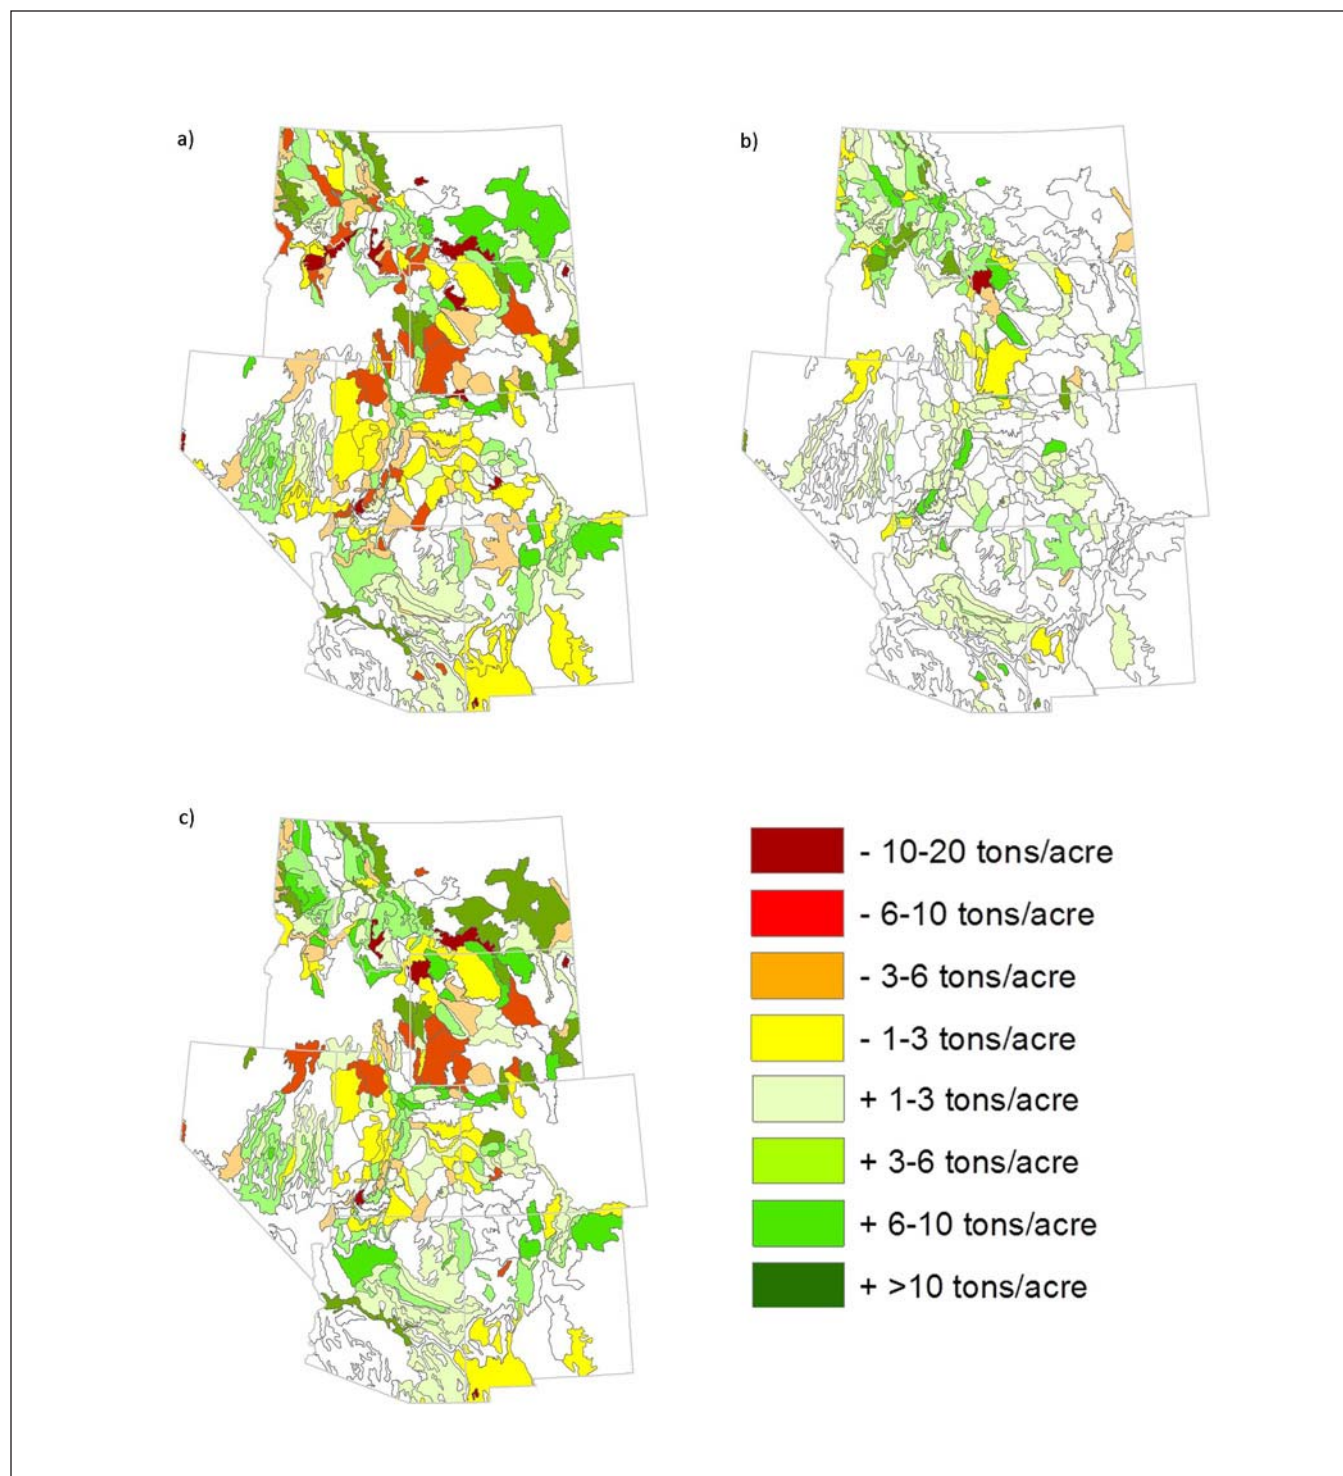 a)
b)
c)
- 10-20 tons/acre
- 6-10 tons/acre
- 3-6 tons/acre
- 1-3 tons/acre
+ 1-3 tons/acre
+ 3-6 tons/acre
+ 6-10 tons/acre
+ >10 tons/acre